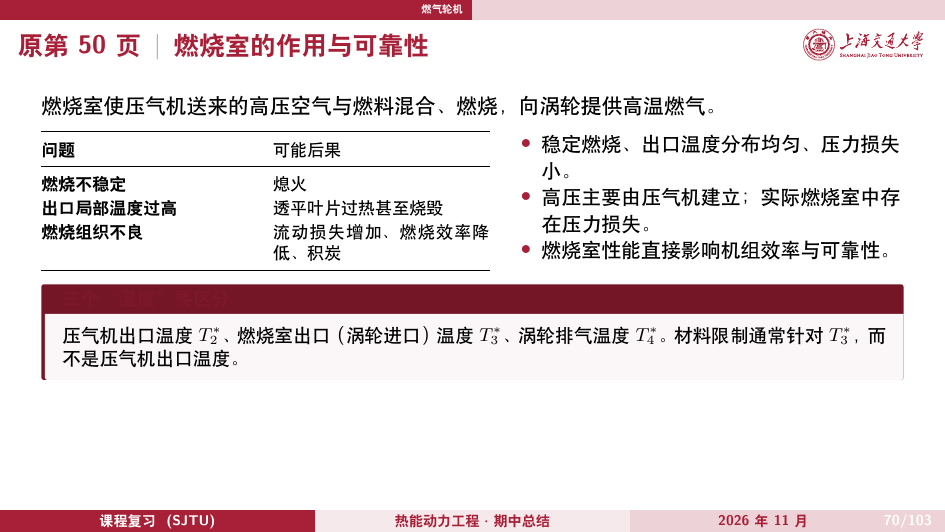 燃气轮机
原第 50 页 | 燃烧室的作用与可靠性
上海交通大学
SHANGHAI JIAO TONG UNIVERSITY
燃烧室使压气机送来的高压空气与燃料混合、燃烧，向涡轮提供高温燃气。
问题 可能后果
燃烧不稳定 熄火
出口局部温度过高 透平叶片过热甚至烧毁
燃烧组织不良 流动损失增加、燃烧效率降
低、积炭
• 稳定燃烧、出口温度分布均匀、压力损失
小。
• 高压主要由压气机建立；实际燃烧室中存
在压力损失。
• 燃烧室性能直接影响机组效率与可靠性。
三个“温度”要区分
压气机出口温度 T₂*、燃烧室出口（涡轮进口）温度 T₃*、涡轮排气温度 T₄*。材料限制通常针对 T₃*，而
不是压气机出口温度。
课程复习 (SJTU) 热能动力工程 · 期中总结 2026 年 11 月 70/103